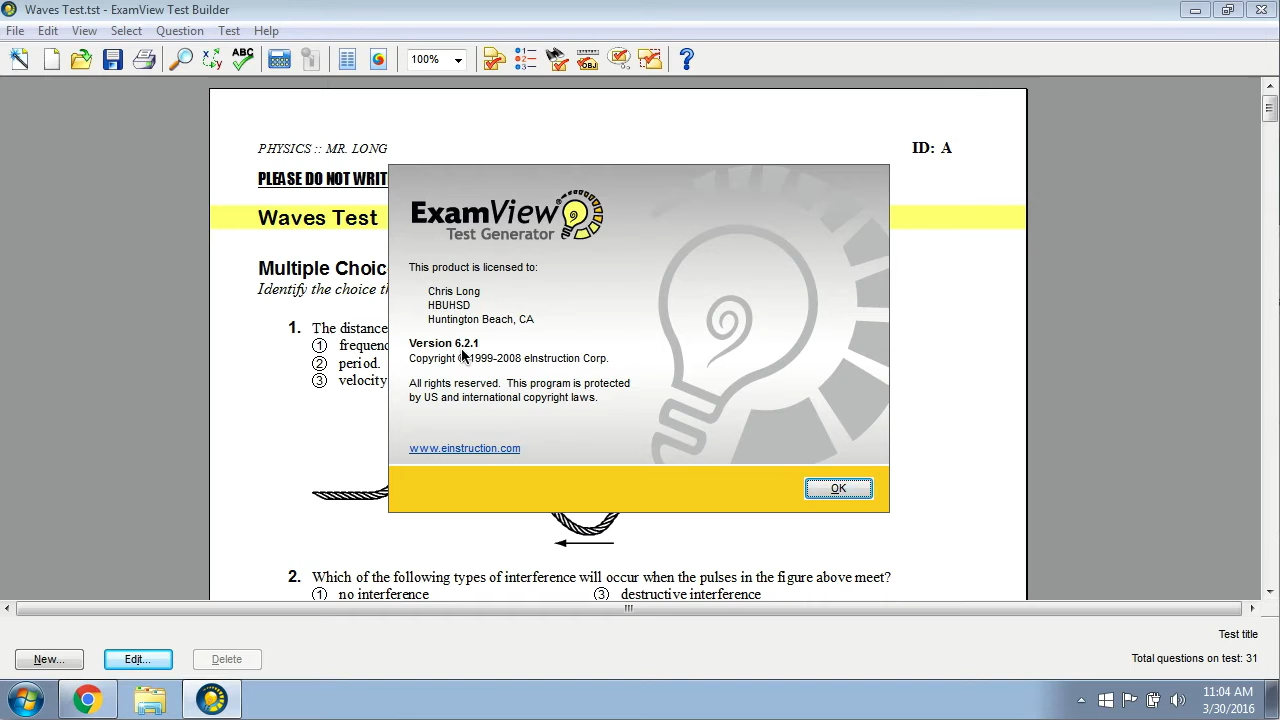 Waves Test.tst - ExamView Test Builder
File Edit View Select Question Test Help
ABC 100% 1 2 3 OBJ ?
PHYSICS :: MR. LONG
ID: A
PLEASE DO NOT WRIT
Waves Test
Multiple Choic
Identify the choice th
1. The distance
1 frequenc
2 period.
3 velocity
ExamView®
Test Generator
This product is licensed to:
Chris Long
HBUHSD
Huntington Beach, CA
Version 6.2.1
Copyright ©1999-2008 eInstruction Corp.
All rights reserved. This program is protected
by US and international copyright laws.
www.einstruction.com
OK
2. Which of the following types of interference will occur when the pulses in the figure above meet?
1 no interference 3 destructive interference
Test title
New... Edit... Delete
Total questions on test: 31
11:04 AM
3/30/2016